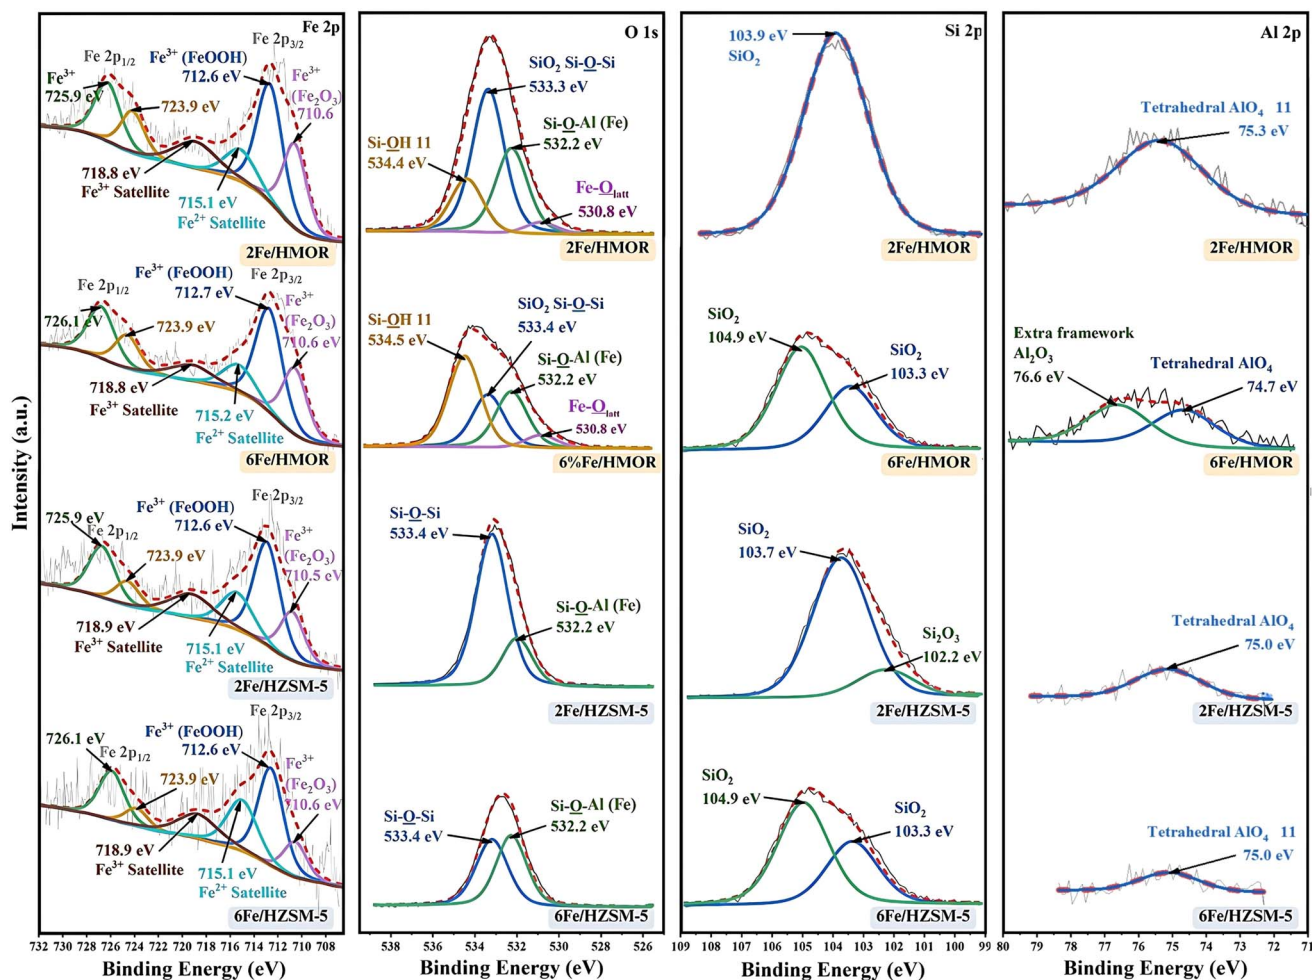 Intensity (a.u.)
Fe 2p
Fe 2p1/2
Fe 2p3/2
Fe3+
725.9 eV
723.9 eV
Fe3+ (FeOOH)
712.6 eV
Fe3+
(Fe2O3)
710.6
718.8 eV
Fe3+ Satellite
715.1 eV
Fe2+ Satellite
2Fe/HMOR
Fe 2p1/2
Fe3+ (FeOOH)
712.7 eV
Fe 2p3/2
726.1 eV
723.9 eV
Fe3+
(Fe2O3)
710.6 eV
718.8 eV
Fe3+ Satellite
715.2 eV
Fe2+ Satellite
6Fe/HMOR
725.9 eV
Fe 2p1/2
Fe3+ (FeOOH)
712.6 eV
Fe 2p3/2
723.9 eV
Fe3+
(Fe2O3)
710.5 eV
718.9 eV
Fe3+ Satellite
715.1 eV
Fe2+ Satellite
2Fe/HZSM-5
726.1 eV
Fe 2p1/2
Fe3+ (FeOOH)
712.6 eV
Fe 2p3/2
723.9 eV
Fe3+
(Fe2O3)
710.6 eV
718.9 eV
Fe3+ Satellite
715.1 eV
Fe2+ Satellite
6Fe/HZSM-5
732 730 728 726 724 722 720 718 716 714 712 710 708
Binding Energy (eV)
O 1s
SiO2 Si-O-Si
533.3 eV
Si-O-Al (Fe)
532.2 eV
Si-OH 11
534.4 eV
Fe-Olatt
530.8 eV
2Fe/HMOR
SiO2 Si-O-Si
533.4 eV
Si-OH 11
534.5 eV
Si-O-Al (Fe)
532.2 eV
Fe-Olatt
530.8 eV
6%Fe/HMOR
Si-O-Si
533.4 eV
Si-O-Al (Fe)
532.2 eV
2Fe/HZSM-5
Si-O-Si
533.4 eV
Si-O-Al (Fe)
532.2 eV
6Fe/HZSM-5
538 536 534 532 530 528 526
Binding Energy (eV)
Si 2p
103.9 eV
SiO2
2Fe/HMOR
SiO2
104.9 eV
SiO2
103.3 eV
6Fe/HMOR
SiO2
103.7 eV
Si2O3
102.2 eV
2Fe/HZSM-5
SiO2
104.9 eV
SiO2
103.3 eV
6Fe/HZSM-5
109 108 107 106 105 104 103 102 101 100 99
Binding Energy (eV)
Al 2p
Tetrahedral AlO4 11
75.3 eV
2Fe/HMOR
Extra framework
Al2O3
76.6 eV
Tetrahedral AlO4
74.7 eV
6Fe/HMOR
Tetrahedral AlO4
75.0 eV
2Fe/HZSM-5
Tetrahedral AlO4 11
75.0 eV
6Fe/HZSM-5
80 79 78 77 76 75 74 73 72 71
Binding Energy (eV)